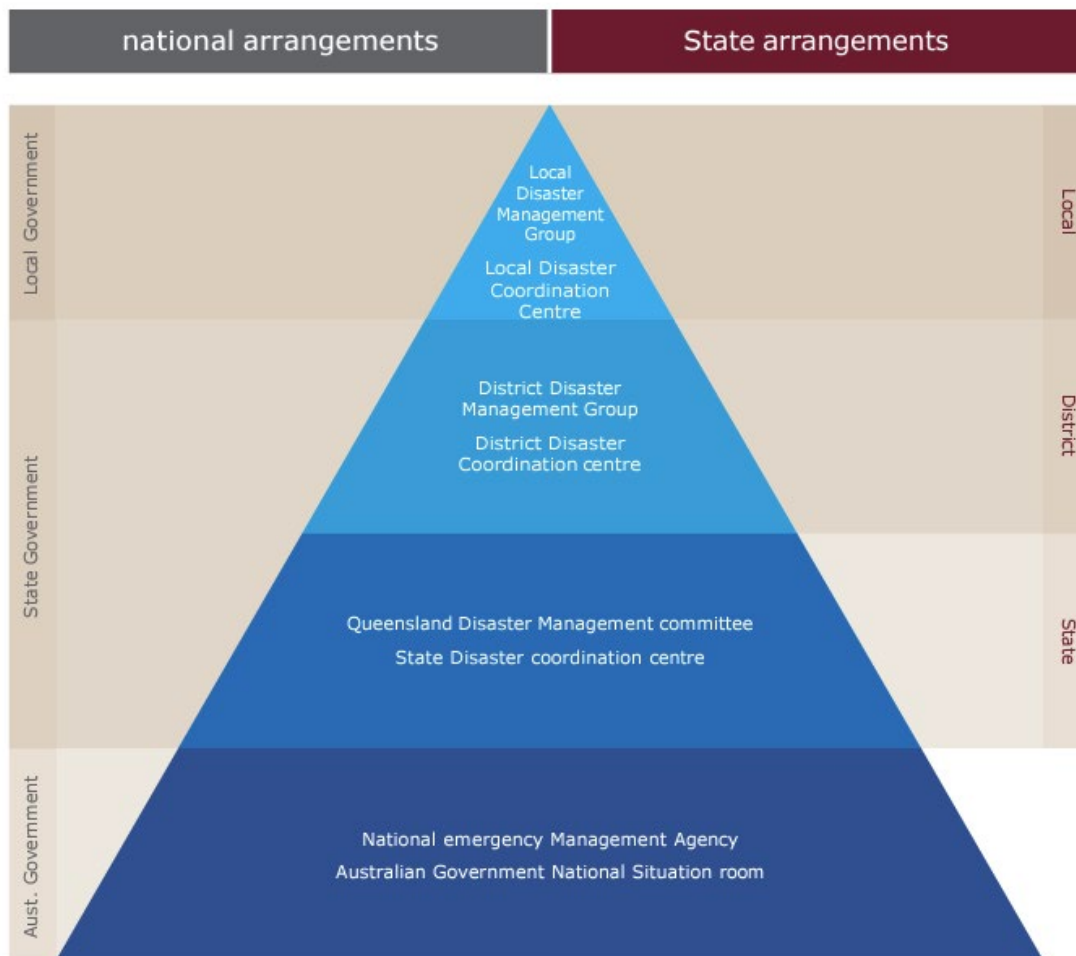 national arrangements
State arrangements
Local Government
Local
Disaster
Management
Group
Local Disaster
Coordination
Centre
Local
State Government
District Disaster
Management Group
District Disaster
Coordination centre
District
Queensland Disaster Management committee
State Disaster coordination centre
State
Aust. Government
National emergency Management Agency
Australian Government National Situation room